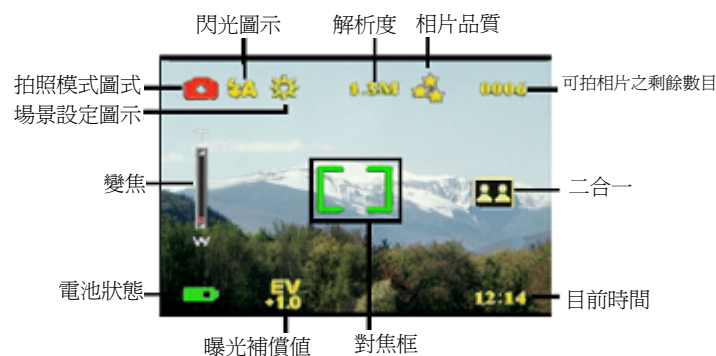 閃光圖示
解析度
相片品質
拍照模式圖式
場景設定圖示
可拍相片之剩餘數目
A
1.3M
0006
T
變焦
W
二合一
電池狀態
EV
+1.0
12:14
目前時間
曝光補償值
對焦框